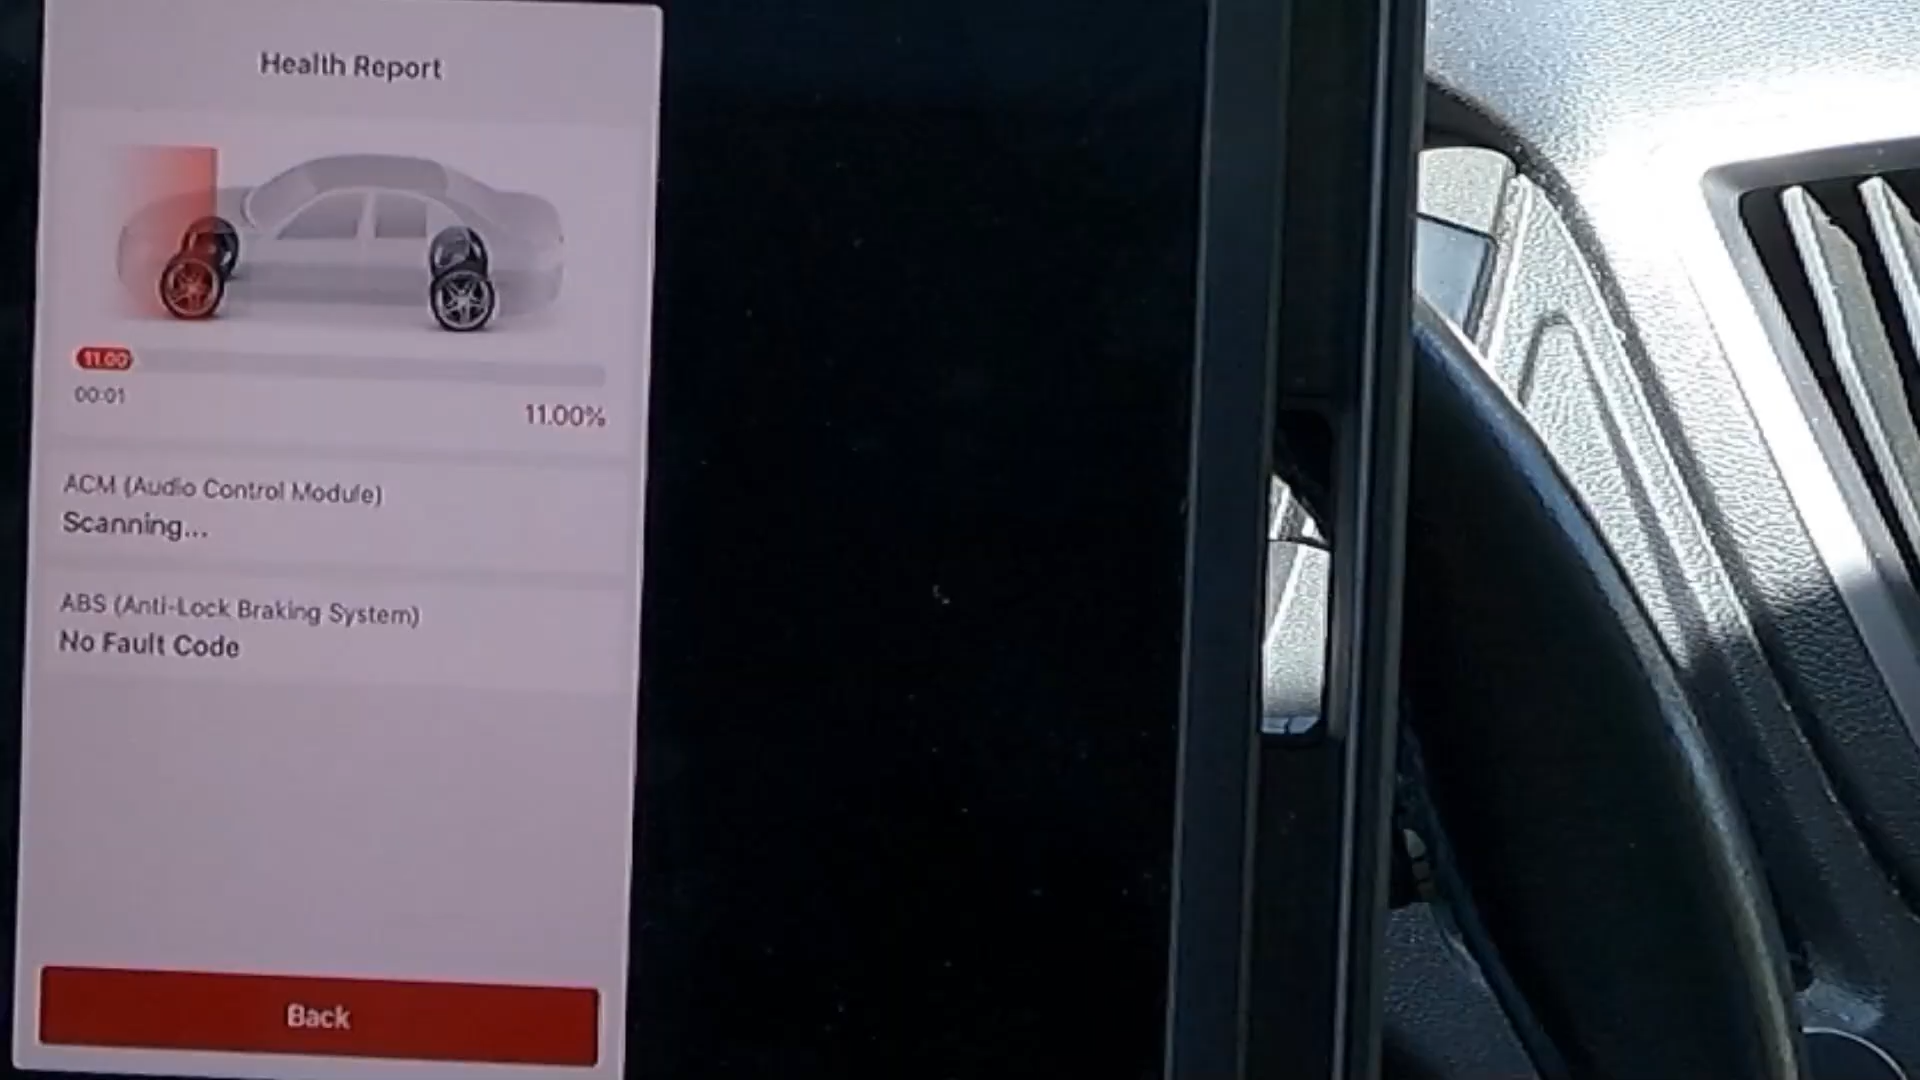 Health Report
11.00
00:01
11.00%
ACM (Audio Control Module)
Scanning...
ABS (Anti-Lock Braking System)
No Fault Code
Back